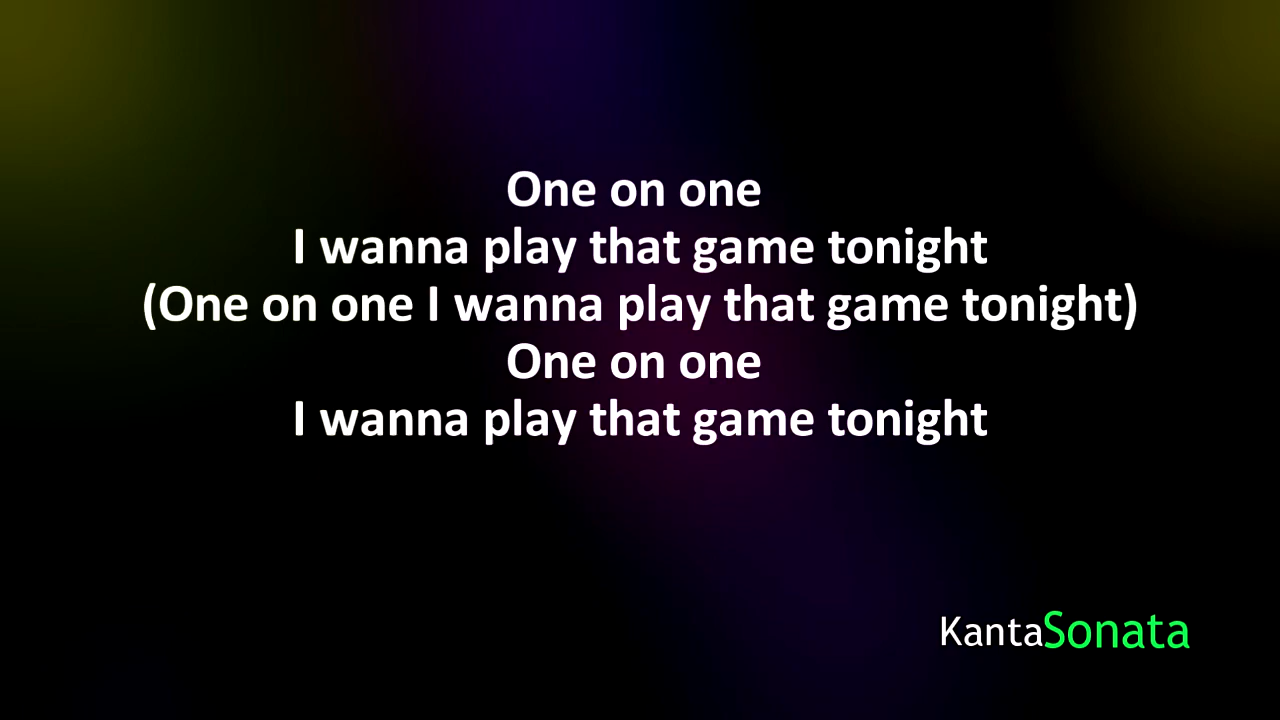 One on one
I wanna play that game tonight
(One on one I wanna play that game tonight)
One on one
I wanna play that game tonight
KantaSonata